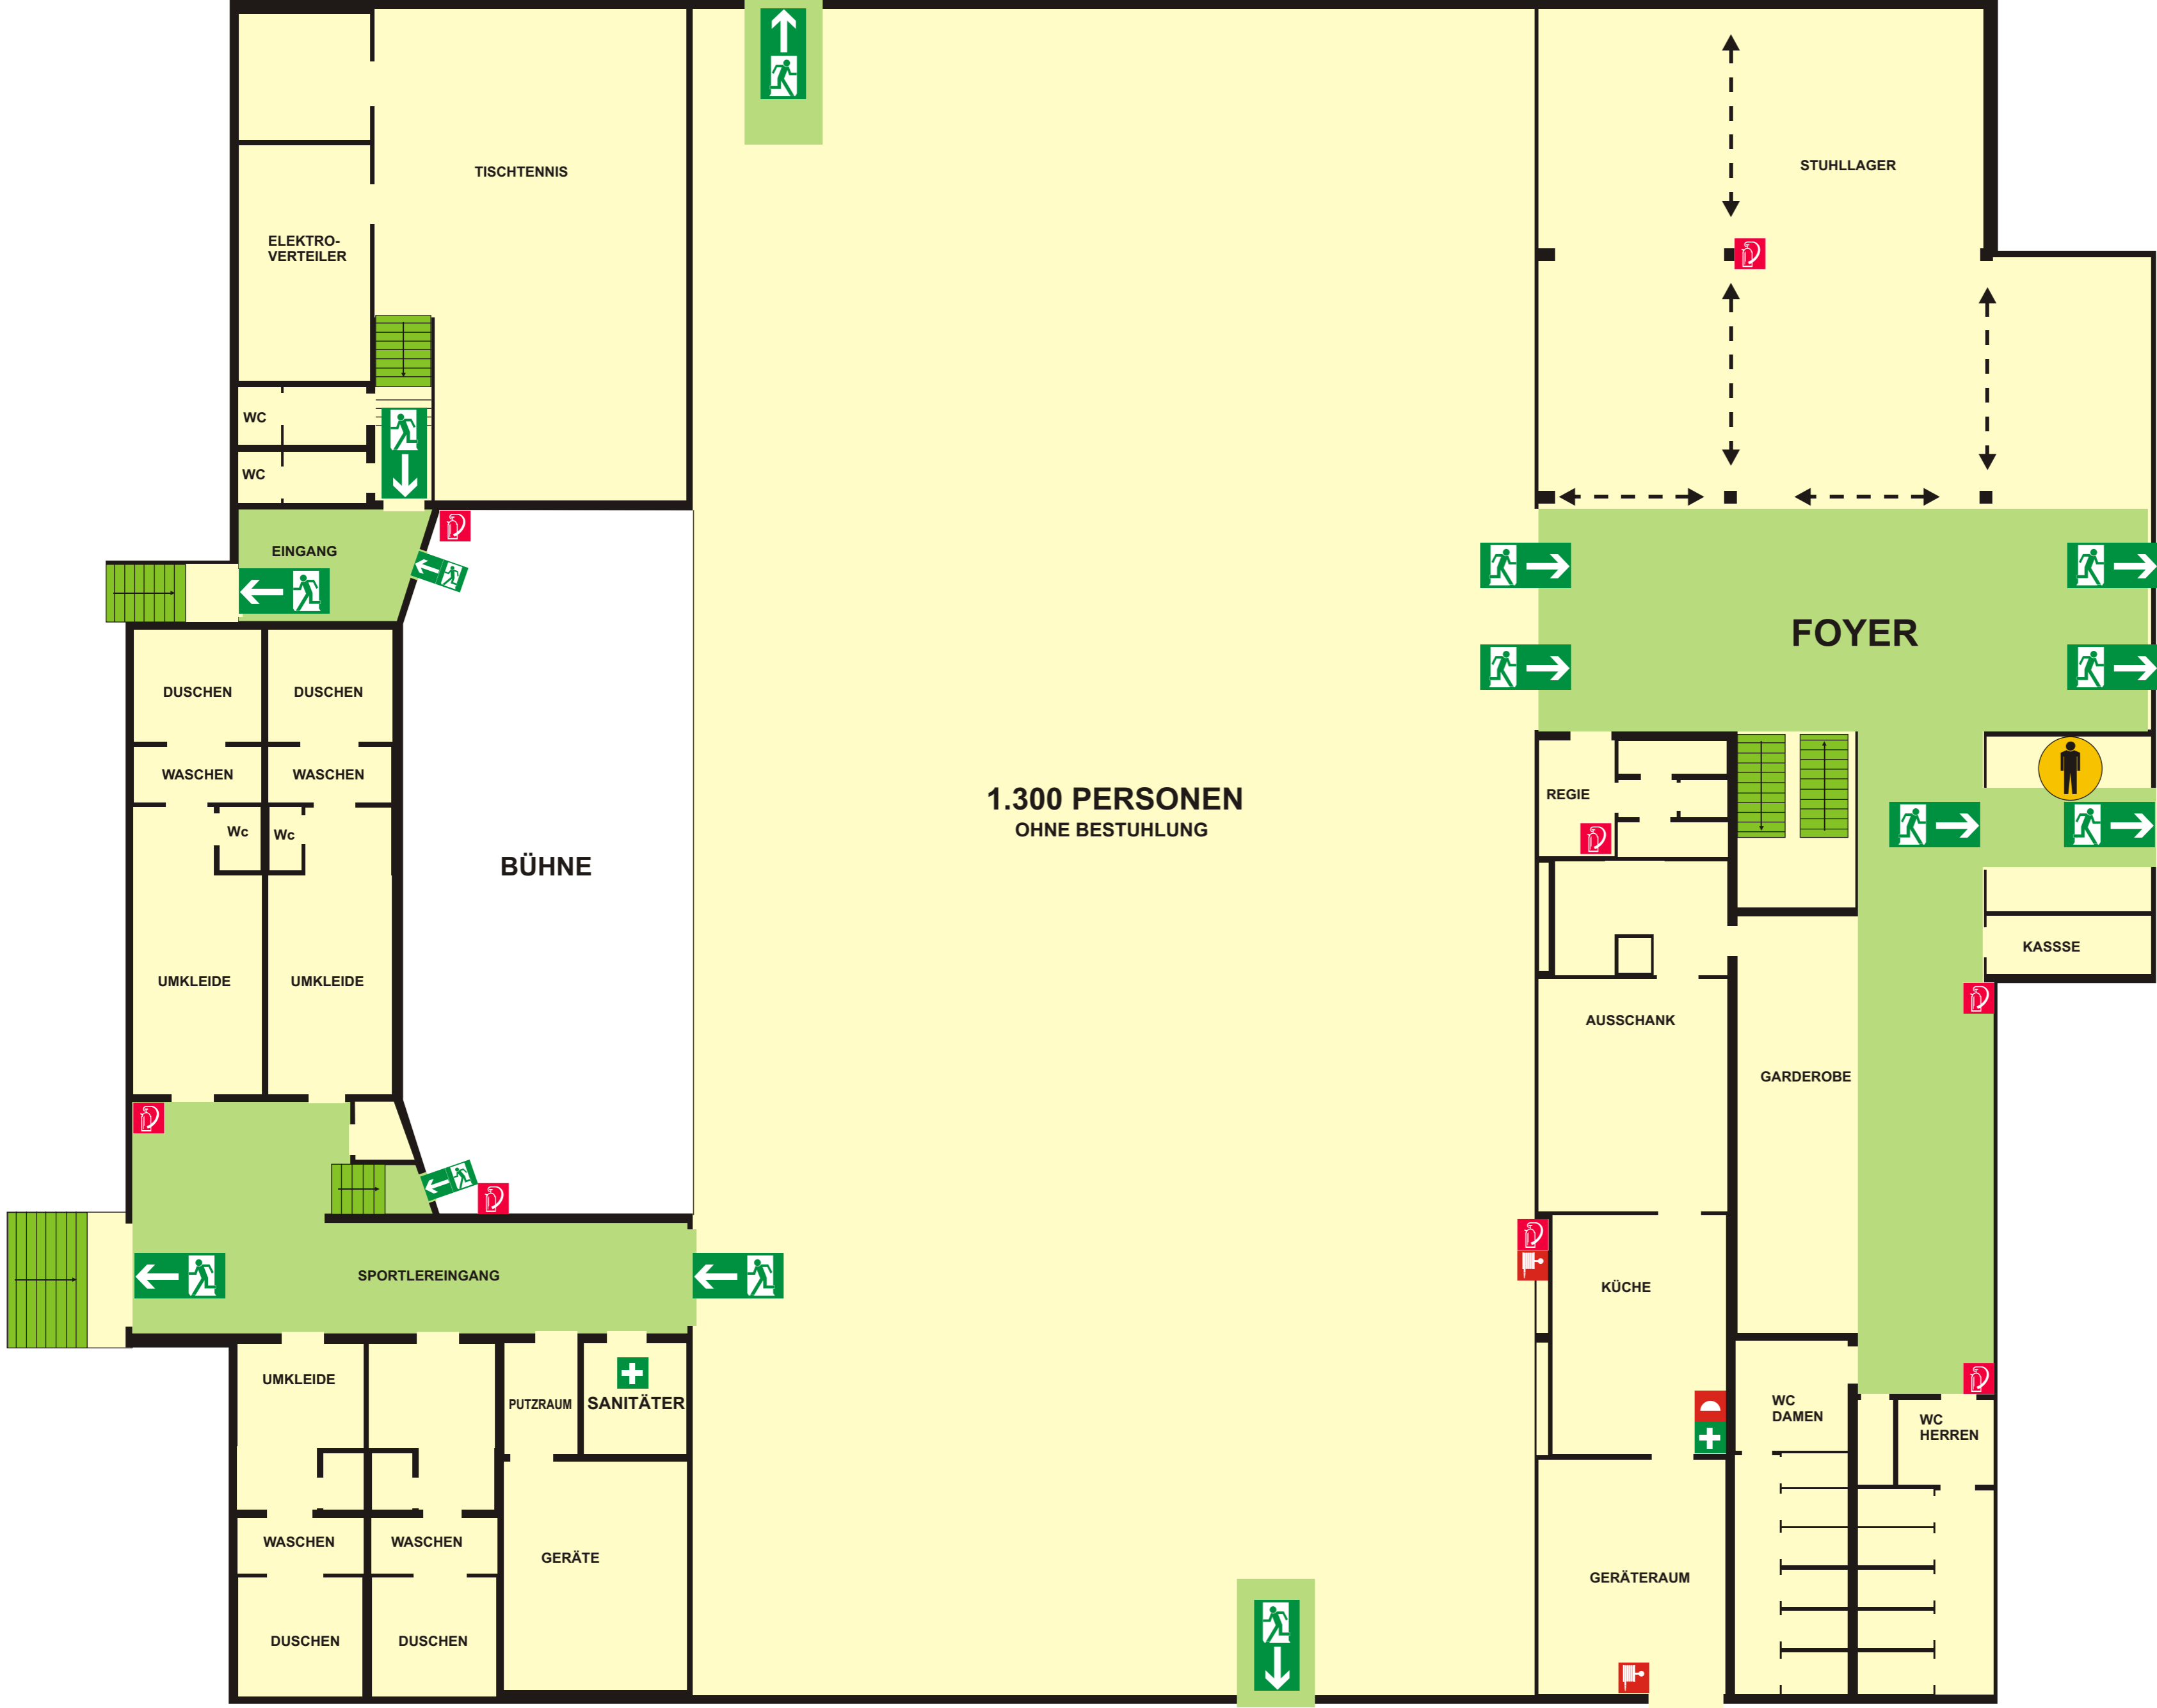 TISCHTENNIS
STUHLLAGER
ELEKTRO-
VERTEILER
WC
WC
EINGANG
FOYER
DUSCHEN
DUSCHEN
WASCHEN
WASCHEN
Wc
Wc
BÜHNE
1.300 PERSONEN
OHNE BESTUHLUNG
REGIE
KASSSE
UMKLEIDE
UMKLEIDE
AUSSCHANK
GARDEROBE
SPORTLEREINGANG
KÜCHE
UMKLEIDE
PUTZRAUM
SANITÄTER
WC
DAMEN
WC
HERREN
WASCHEN
WASCHEN
GERÄTE
GERÄTERAUM
DUSCHEN
DUSCHEN